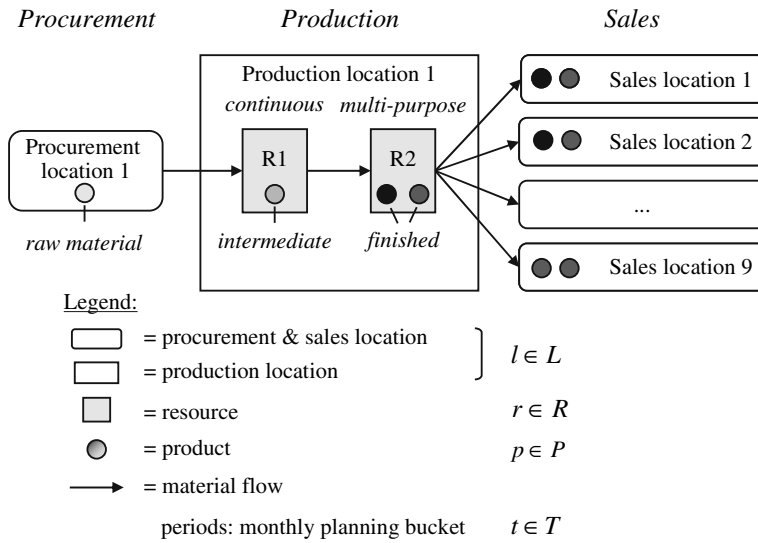 Procurement Production Sales
Production location 1
continuous multi-purpose
Procurement
location 1
R1
R2
raw material
intermediate
finished
Sales location 1
Sales location 2
...
Sales location 9
Legend:
= procurement & sales location
= production location
l ∈ L
= resource
r ∈ R
= product
p ∈ P
= material flow
periods: monthly planning bucket
t ∈ T